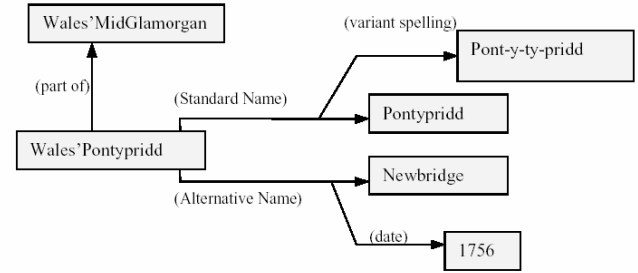 Wales'MidGlamorgan
(variant spelling)
Pont-y-ty-pridd
(part of)
(Standard Name)
Pontypridd
Wales'Pontypridd
Newbridge
(Alternative Name)
(date)
1756